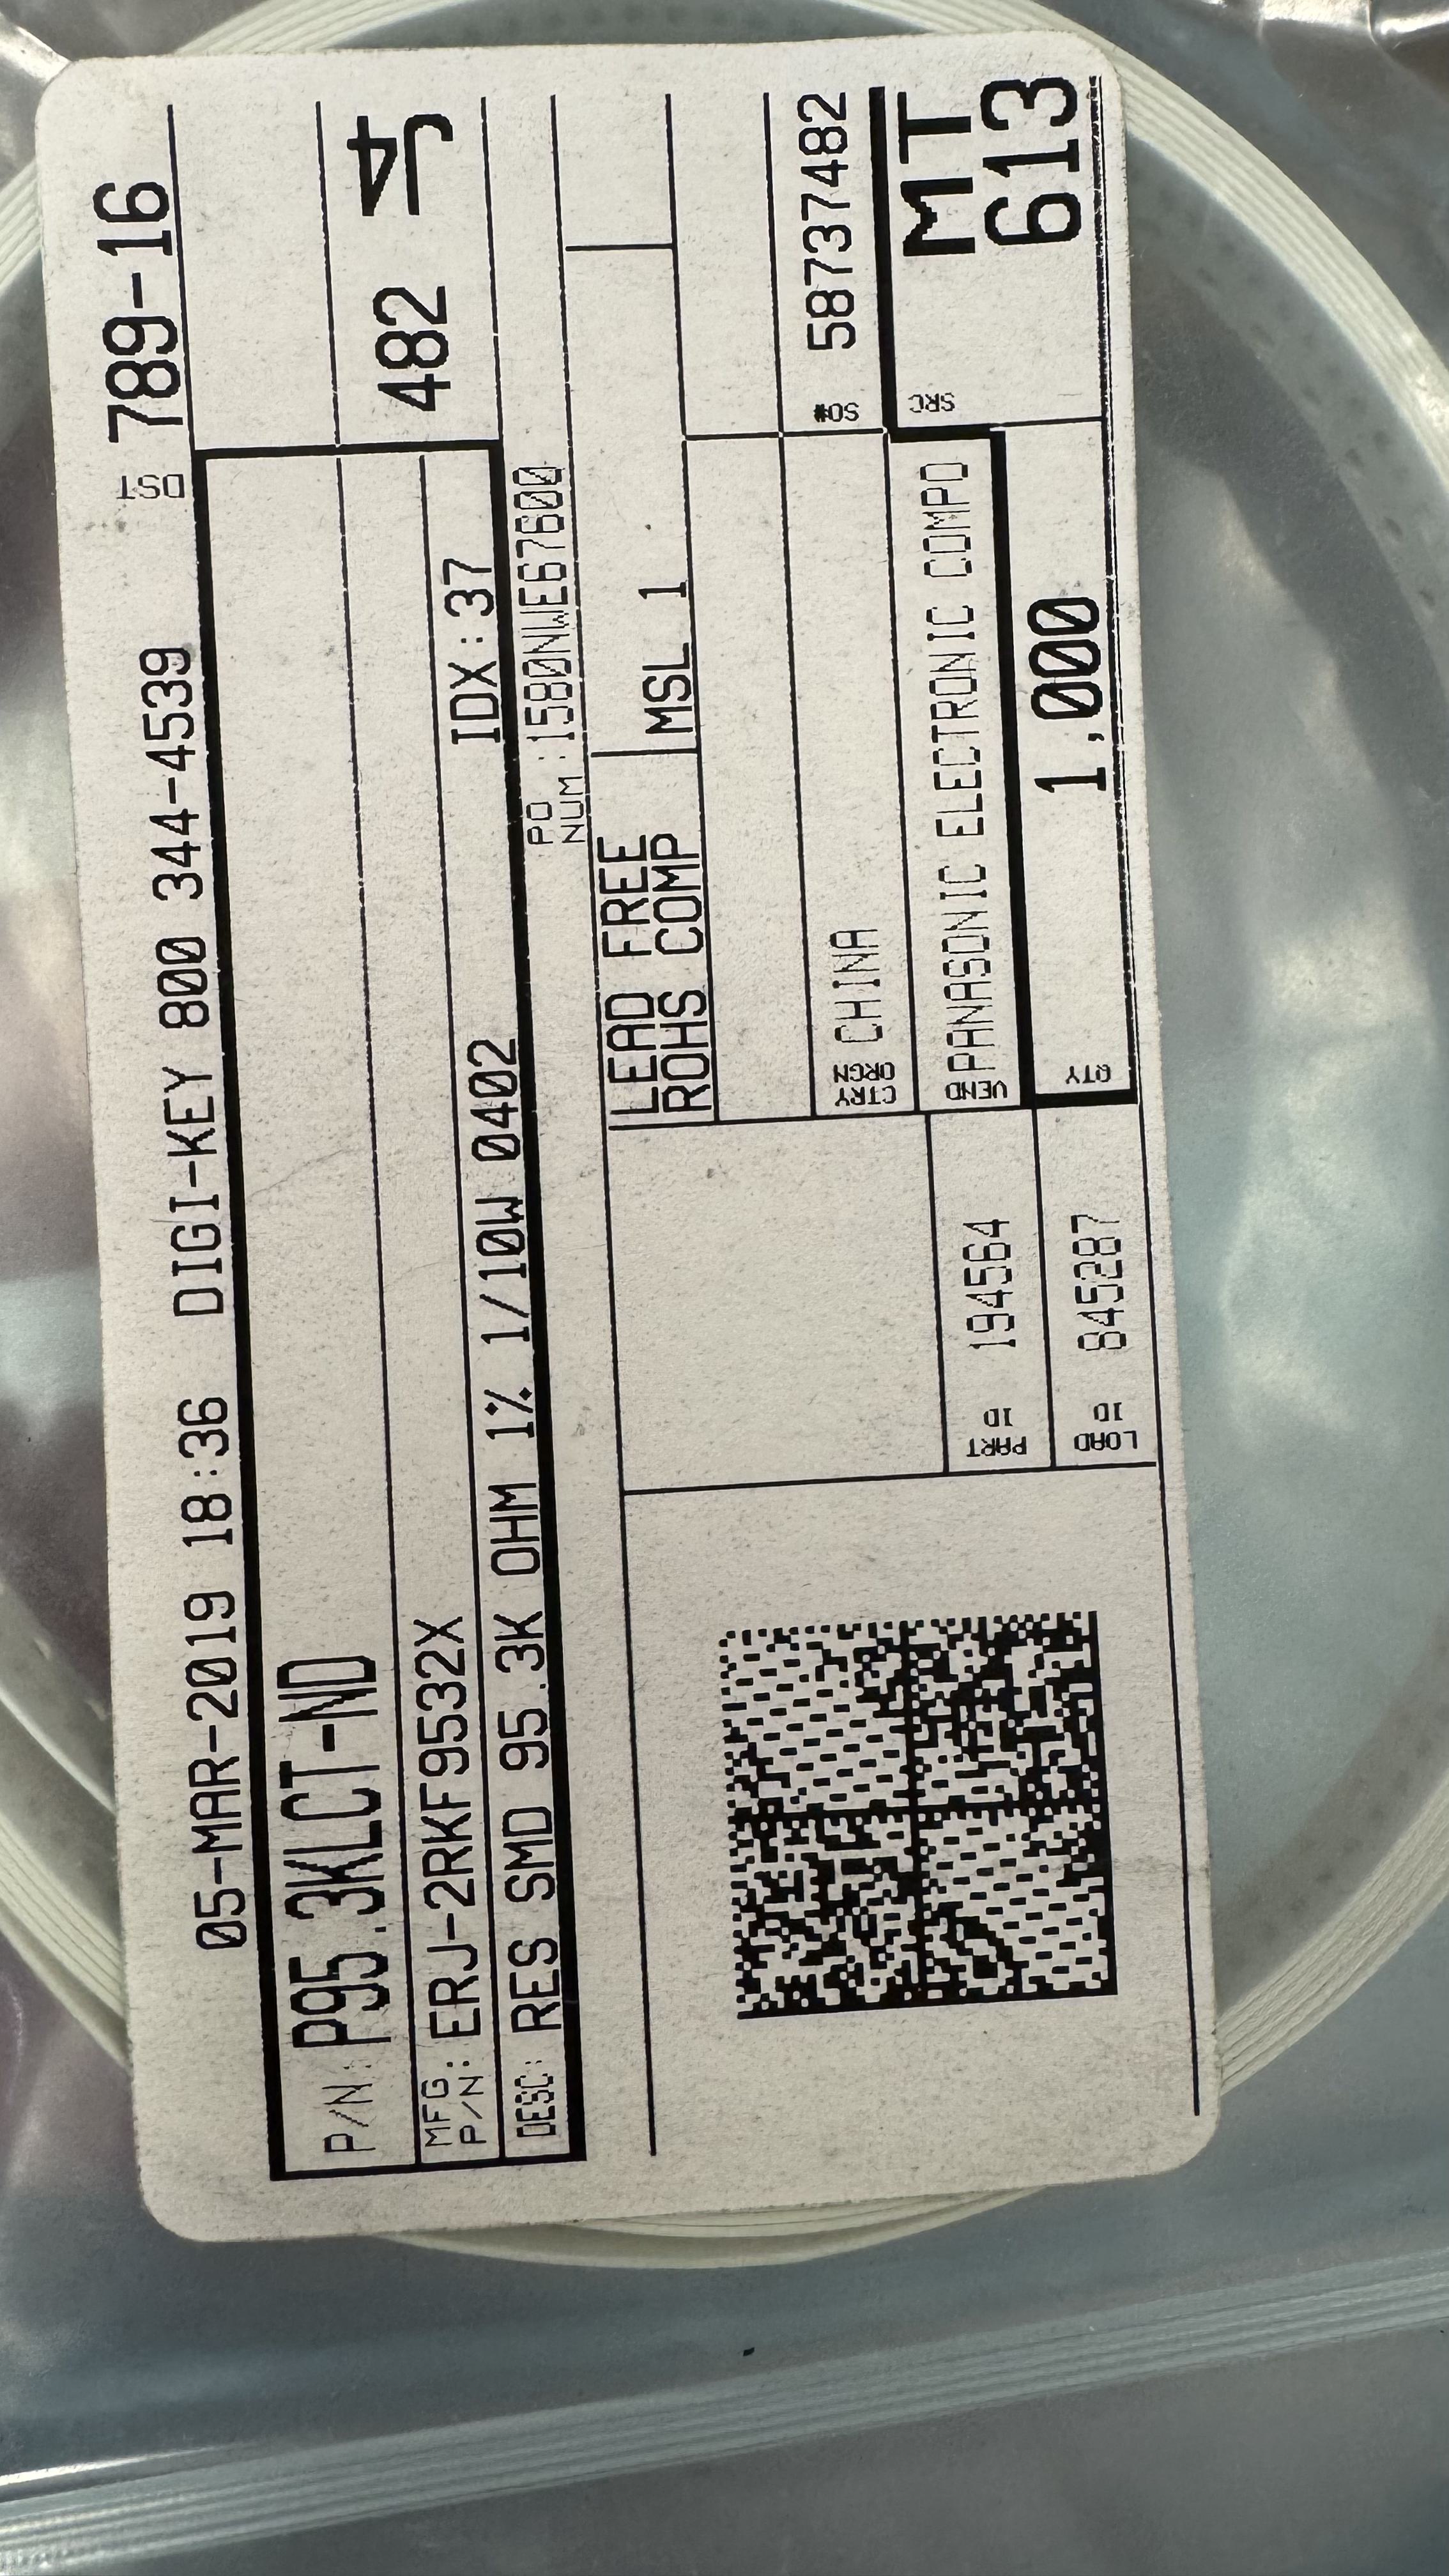 05-MAR-2019 18:36 DIGI-KEY 800 344-4539 DST 789-16
P/N: P95.3KLCT-ND
MFG P/N: ERJ-2RKF9532X
482
DESC: RES SMD 95.3K OHM 1% 1/10W 0402 IDX:37
PO NUM :1580NWE67600
LEAD FREE
ROHS COMP
MSL 1
CTRY ORGN CHINA
SO# 58737482
PART ID 194564
VEND PANASONIC ELECTRONIC COMPO
SRC MT
613
LOAD ID 845287
QTY 1,000